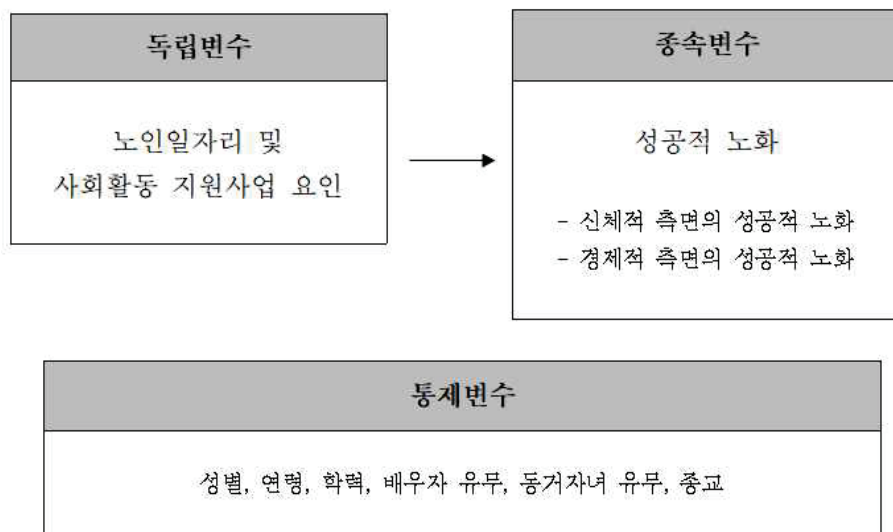 독립변수
노인일자리 및
사회활동 지원사업 요인
종속변수
성공적 노화
- 신체적 측면의 성공적 노화
- 경제적 측면의 성공적 노화
통제변수
성별, 연령, 학력, 배우자 유무, 동거자녀 유무, 종교